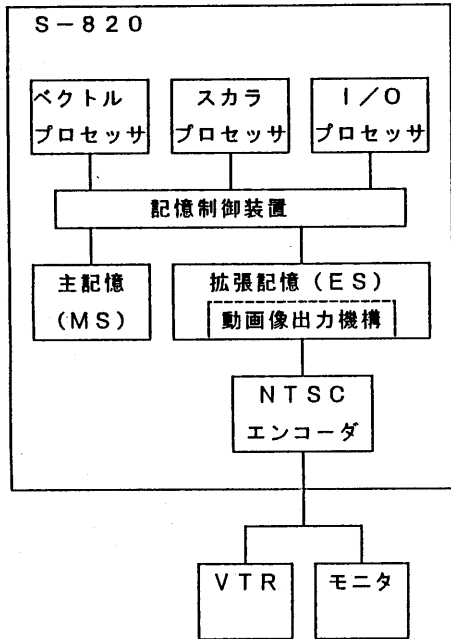 S-820
ベクトル
プロセッサ
スカラ
プロセッサ
I/O
プロセッサ
記憶制御装置
主記憶
(MS)
拡張記憶(ES)
動画像出力機構
NTSC
エンコーダ
VTR
モニタ